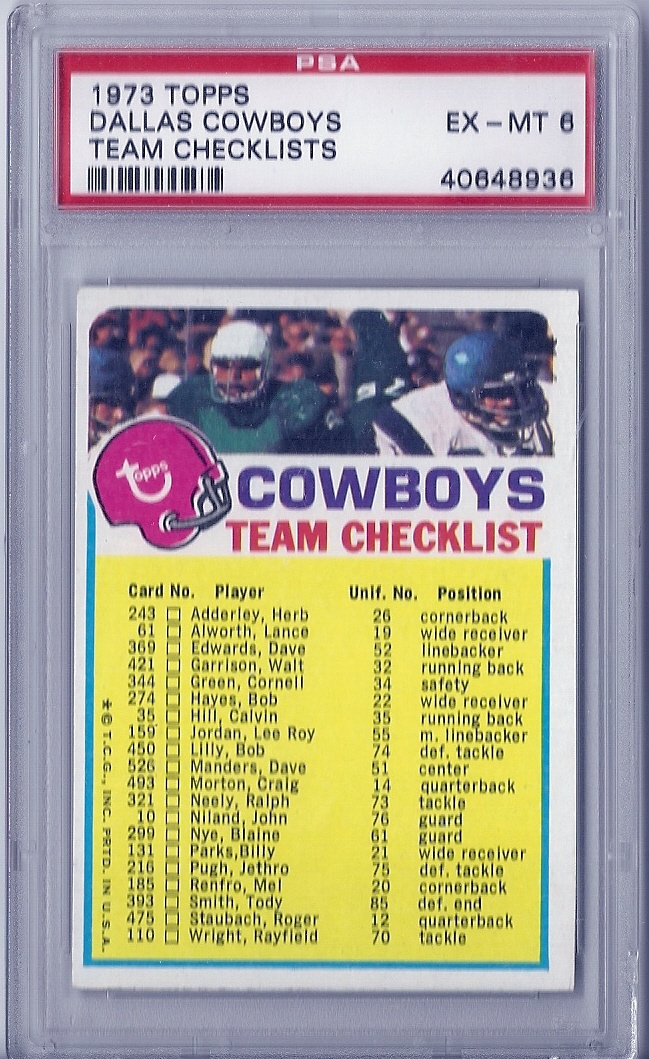 PSA
1973 TOPPS
DALLAS COWBOYS EX - MT 6
TEAM CHECKLISTS
40648936
topps
COWBOYS
TEAM CHECKLIST
Card No. Player Unif. No. Position
243 Adderley, Herb 26 cornerback
61 Alworth, Lance 19 wide receiver
369 Edwards, Dave 52 linebacker
421 Garrison, Walt 32 running back
344 Green, Cornell 34 safety
274 Hayes, Bob 22 wide receiver
35 Hill, Calvin 35 running back
159 Jordan, Lee Roy 55 m. linebacker
450 Lilly, Bob 74 def. tackle
526 Manders, Dave 51 center
493 Morton, Craig 14 quarterback
321 Neely, Ralph 73 tackle
10 Niland, John 76 guard
299 Nye, Blaine 61 guard
131 Parks,Billy 21 wide receiver
216 Pugh, Jethro 75 def. tackle
185 Renfro, Mel 20 cornerback
393 Smith, Tody 85 def. end
475 Staubach, Roger 12 quarterback
110 Wright, Rayfield 70 tackle
*© T.C.G., INC. PRTD. IN U.S.A.